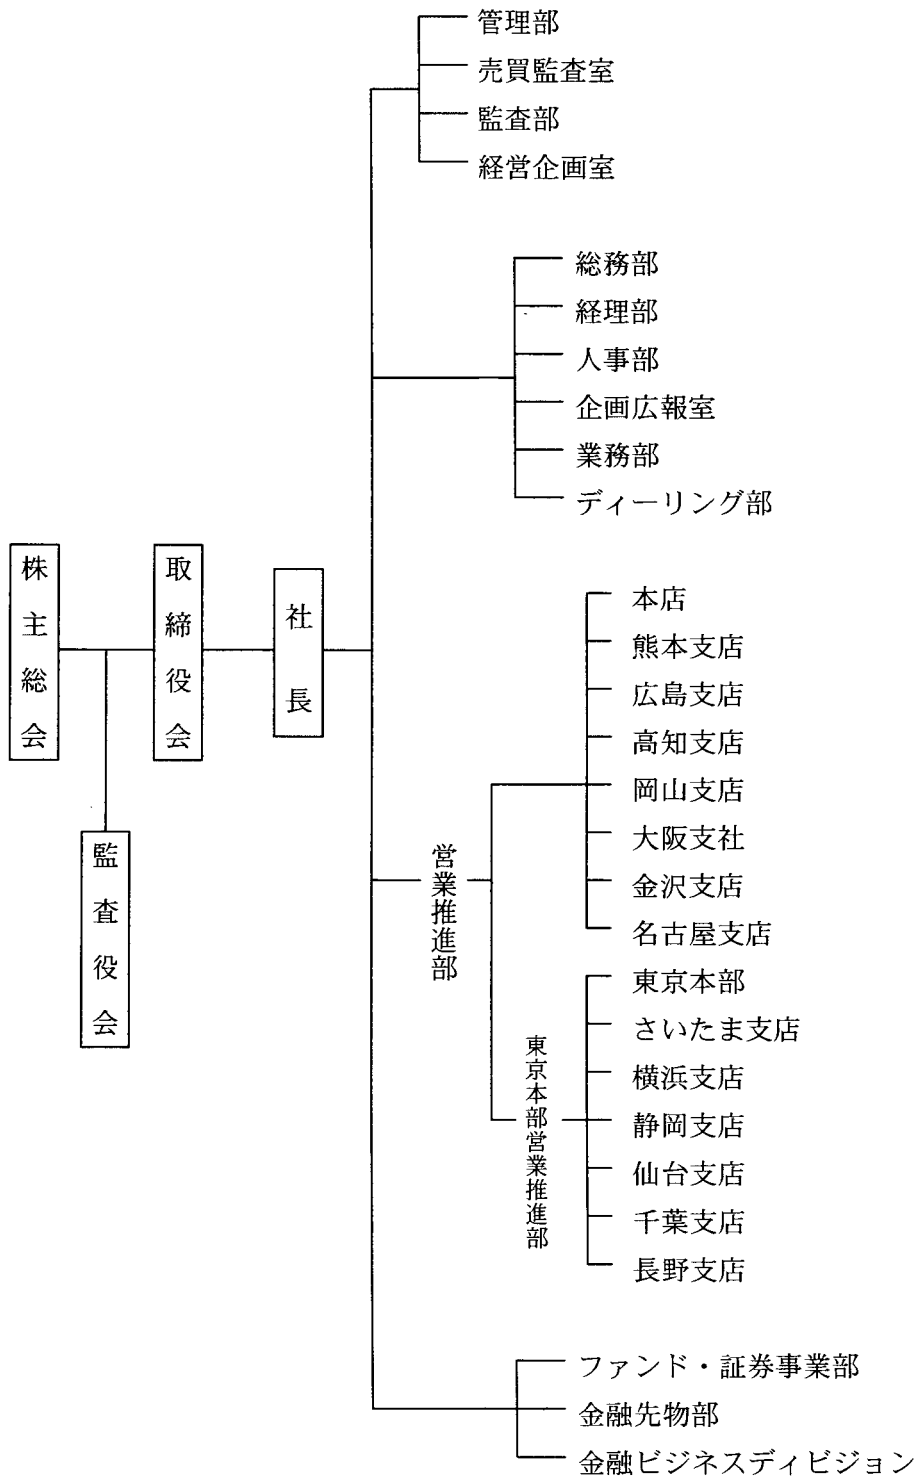 管理部
売買監査室
監査部
経営企画室
総務部
経理部
人事部
企画広報室
業務部
ディーリング部
株主総会
取締役会
社長
監査役会
営業推進部
本店
熊本支店
広島支店
高知支店
岡山支店
大阪支社
金沢支店
名古屋支店
東京本部営業推進部
東京本部
さいたま支店
横浜支店
静岡支店
仙台支店
千葉支店
長野支店
ファンド・証券事業部
金融先物部
金融ビジネスディビジョン